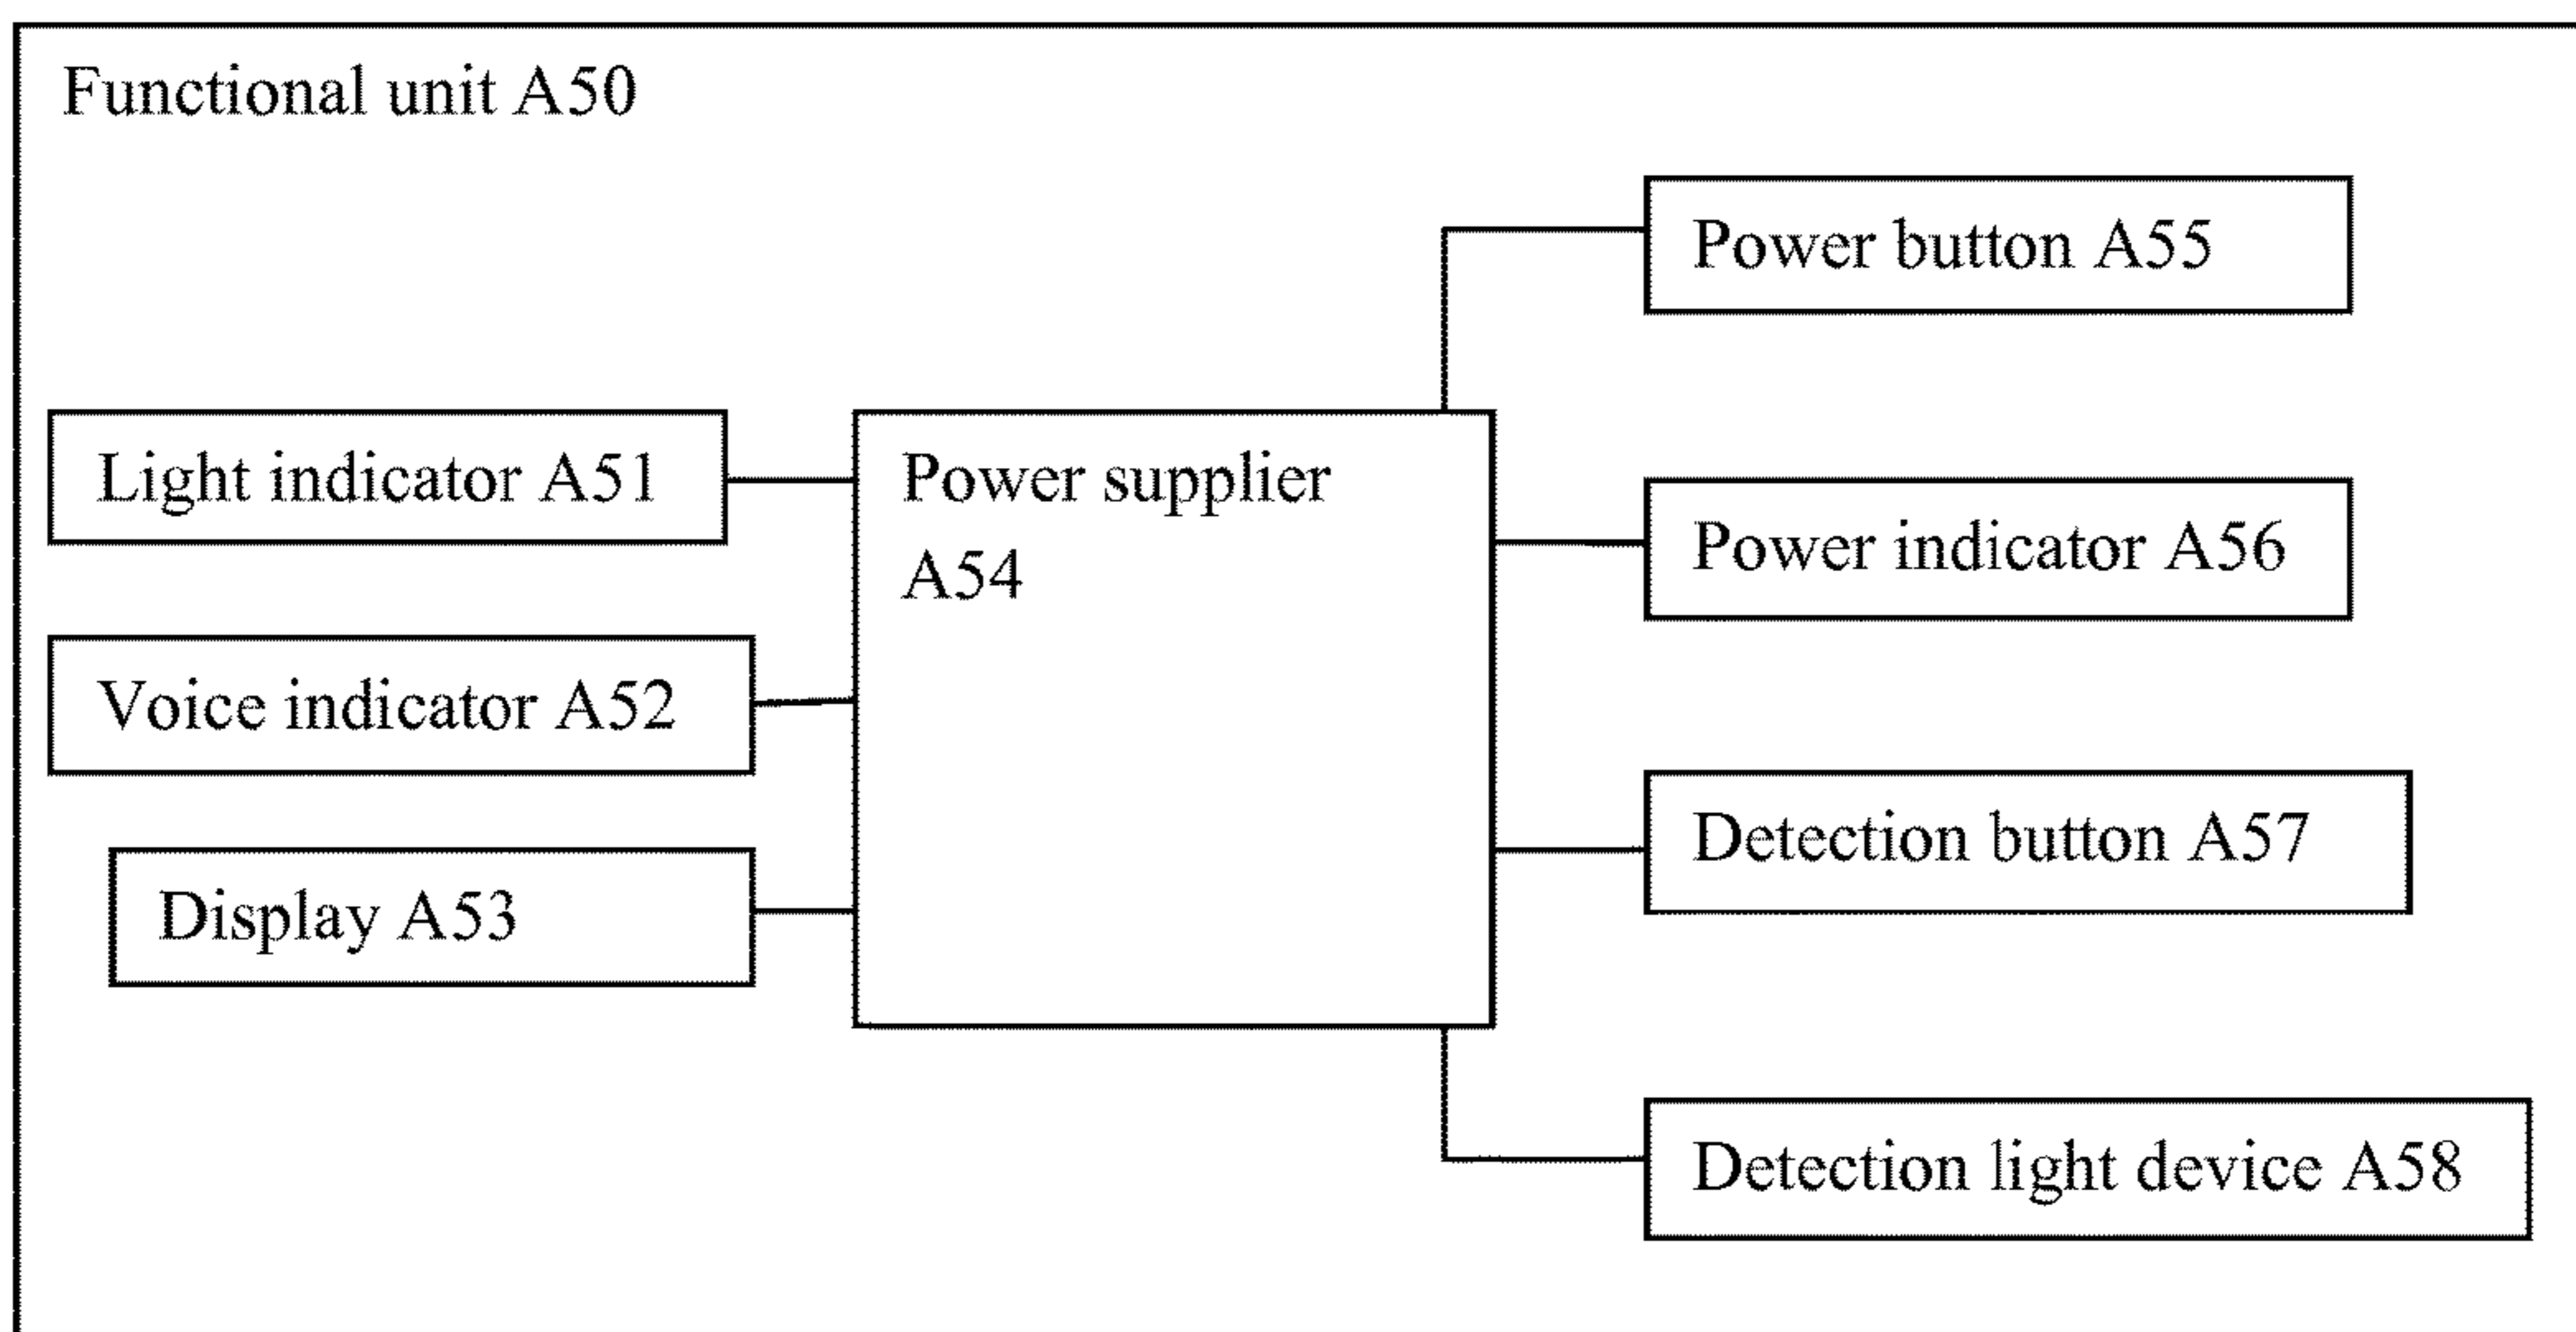 Functional unit A50
Power button A55
Light indicator A51
Power supplier
A54
Power indicator A56
Voice indicator A52
Display A53
Detection button A57
Detection light device A58